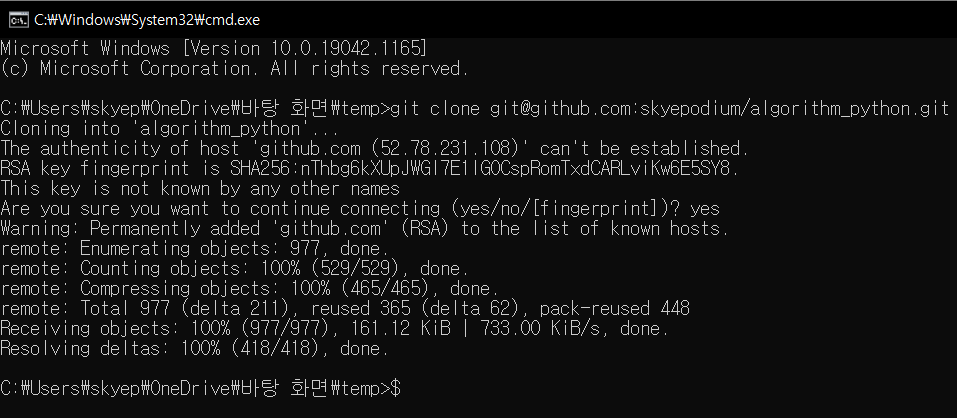 C:₩Windows₩System32₩cmd.exe
Microsoft Windows [Version 10.0.19042.1165]
(c) Microsoft Corporation. All rights reserved.
C:₩Users₩skyep₩OneDrive₩바탕 화면₩temp>git clone git@github.com:skyepodium/algorithm_python.git
Cloning into 'algorithm_python'...
The authenticity of host 'github.com (52.78.231.108)' can't be established.
RSA key fingerprint is SHA256:nThbg6kXUpJWGl7E1IGOCspRomTxdCARLviKw6E5SY8.
This key is not known by any other names
Are you sure you want to continue connecting (yes/no/[fingerprint])? yes
Warning: Permanently added 'github.com' (RSA) to the list of known hosts.
remote: Enumerating objects: 977, done.
remote: Counting objects: 100% (529/529), done.
remote: Compressing objects: 100% (465/465), done.
remote: Total 977 (delta 211), reused 365 (delta 62), pack-reused 448
Receiving objects: 100% (977/977), 161.12 KiB | 733.00 KiB/s, done.
Resolving deltas: 100% (418/418), done.
C:₩Users₩skyep₩OneDrive₩바탕 화면₩temp>$